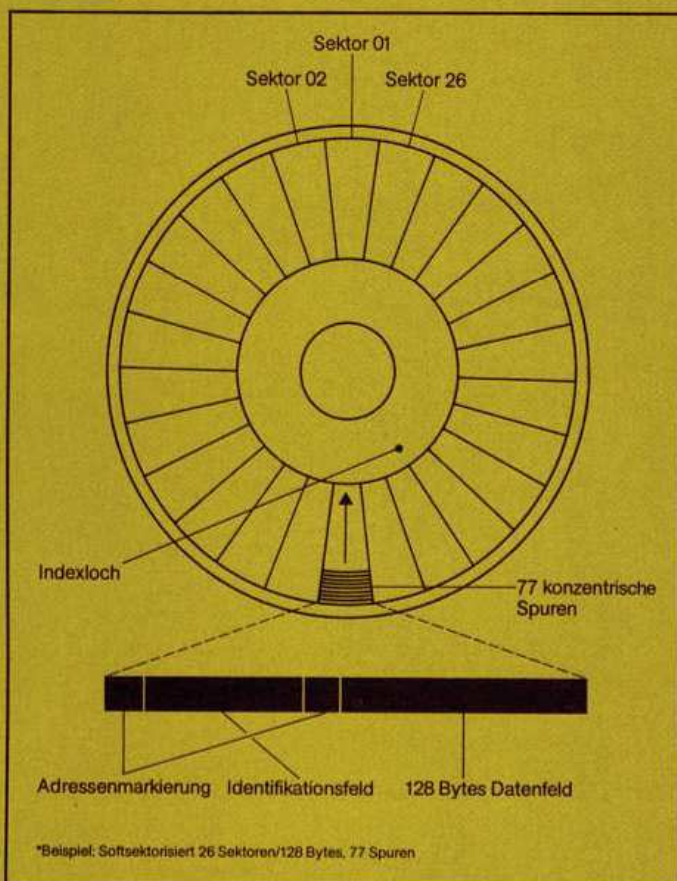 Sektor 01
Sektor 02
Sektor 26
Indexloch
77 konzentrische
Spuren
Adressenmarkierung
Identifikationsfeld
128 Bytes Datenfeld
*Beispiel: Softsektorisiert 26 Sektoren/128 Bytes, 77 Spuren